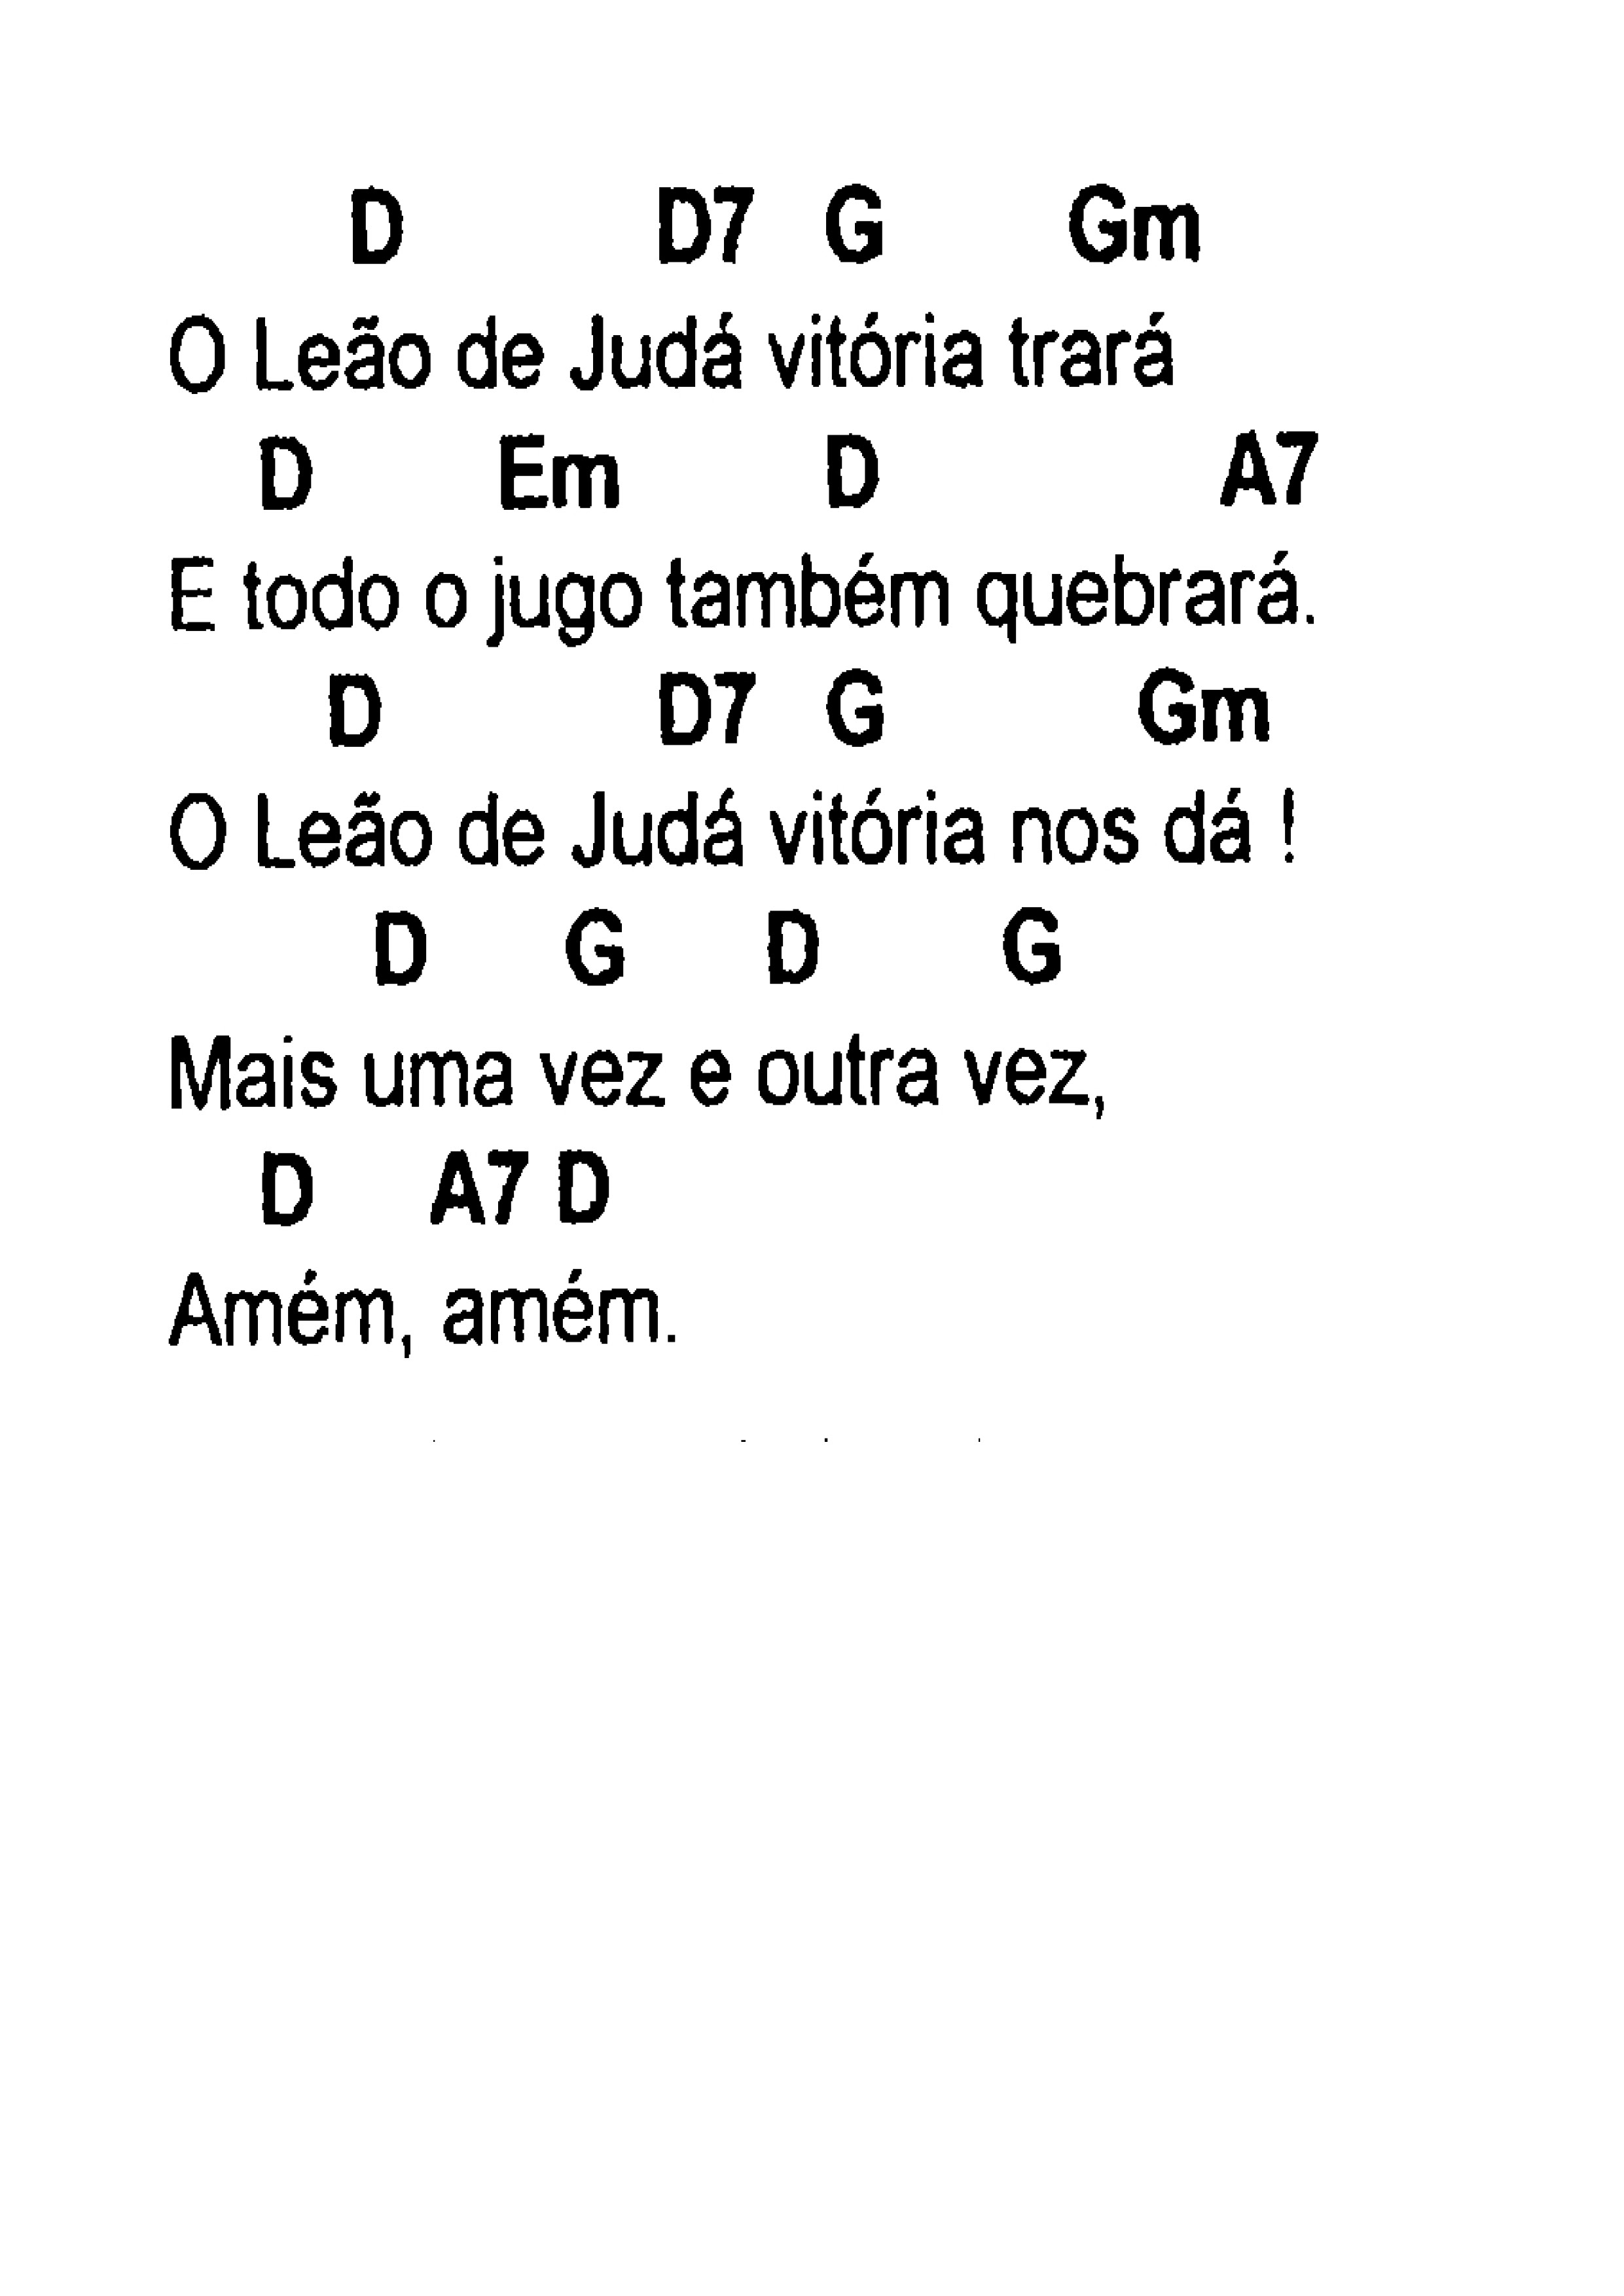 D D7 G Gm
O Leão de Judá vitória trará
D Em D A7
E todo o jugo também quebrará.
D D7 G Gm
O Leão de Judá vitória nos dá !
D G D G
Mais uma vez e outra vez,
D A7 D
Amém, amém.